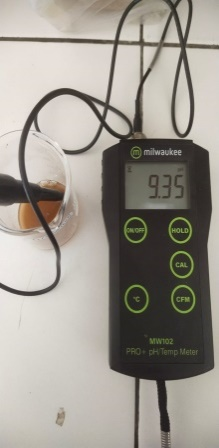 milwaukee
9.35
ON/OFF
HOLD
CAL
°C
CFM
MW102
PRO+ pH/Temp Meter